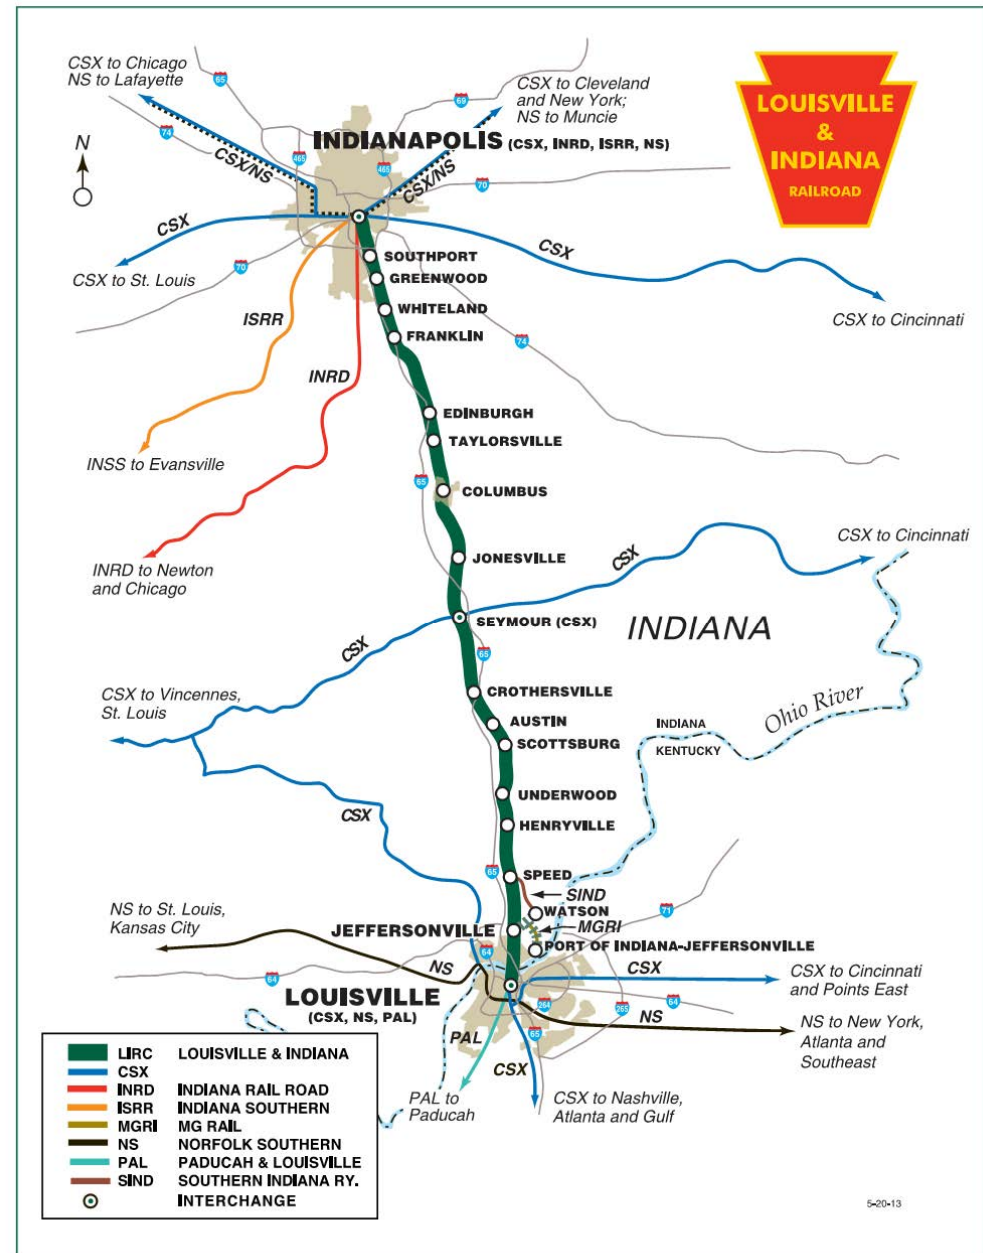 CSX to Chicago
NS to Lafayette
65
CSX to Cleveland
and New York;
NS to Muncie
69
74
N
INDIANAPOLIS (CSX, INRD, ISRR, NS)
465
465
CSX/NS
CSX/NS
70
LOUISVILLE
&
INDIANA
RAILROAD
CSX
CSX
SOUTHPORT
70
CSX to St. Louis
GREENWOOD
WHITELAND
ISRR
CSX to Cincinnati
FRANKLIN
74
INRD
EDINBURGH
TAYLORSVILLE
INSS to Evansville
65
COLUMBUS
CSX to Cincinnati
JONESVILLE
CSX
INRD to Newton
and Chicago
SEYMOUR (CSX)
INDIANA
CSX
65
CROTHERSVILLE
CSX to Vincennes,
St. Louis
Ohio River
AUSTIN
INDIANA
SCOTTSBURG
KENTUCKY
UNDERWOOD
CSX
HENRYVILLE
65
SPEED
SIND
WATSON
71
NS to St. Louis,
Kansas City
MGRI
JEFFERSONVILLE
PORT OF INDIANA-JEFFERSONVILLE
64
NS
CSX
64
CSX to Cincinnati
and Points East
LOUISVILLE
(CSX, NS, PAL)
264
265
64
NS
NS to New York,
Atlanta and
Southeast
65
PAL
CSX
PAL to
Paducah
CSX to Nashville,
Atlanta and Gulf
LIRC LOUISVILLE & INDIANA
CSX
INRD INDIANA RAIL ROAD
ISRR INDIANA SOUTHERN
MGRI MG RAIL
NS NORFOLK SOUTHERN
PAL PADUCAH & LOUISVILLE
SIND SOUTHERN INDIANA RY.
INTERCHANGE
5-20-13